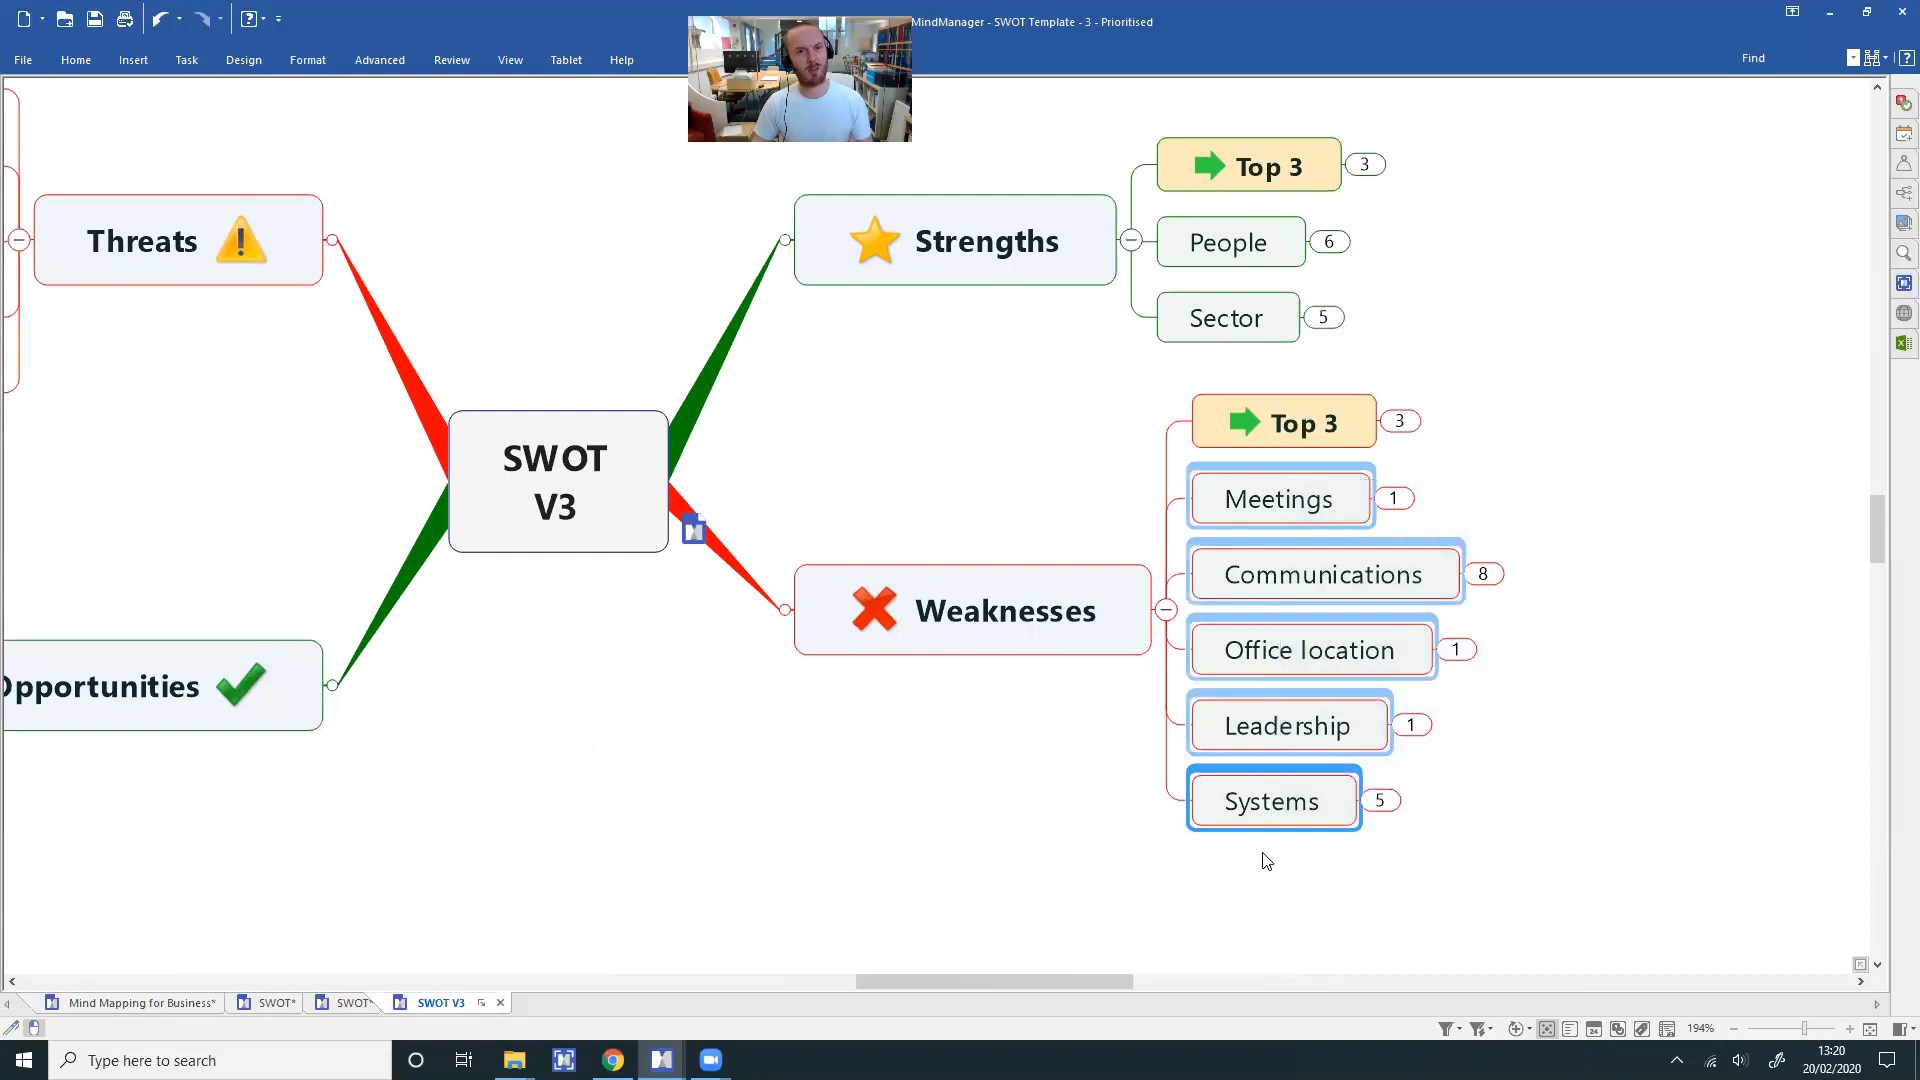 MindManager - SWOT Template - 3 - Prioritised
File Home Insert Task Design Format Advanced Review View Tablet Help Find
Threats
SWOT
V3
Opportunities
Strengths
Top 3 3
People 6
Sector 5
Weaknesses
Top 3 3
Meetings 1
Communications 8
Office location 1
Leadership 1
Systems 5
Mind Mapping for Business* SWOT* SWOT* SWOT V3
194%
Type here to search
13:20
20/02/2020